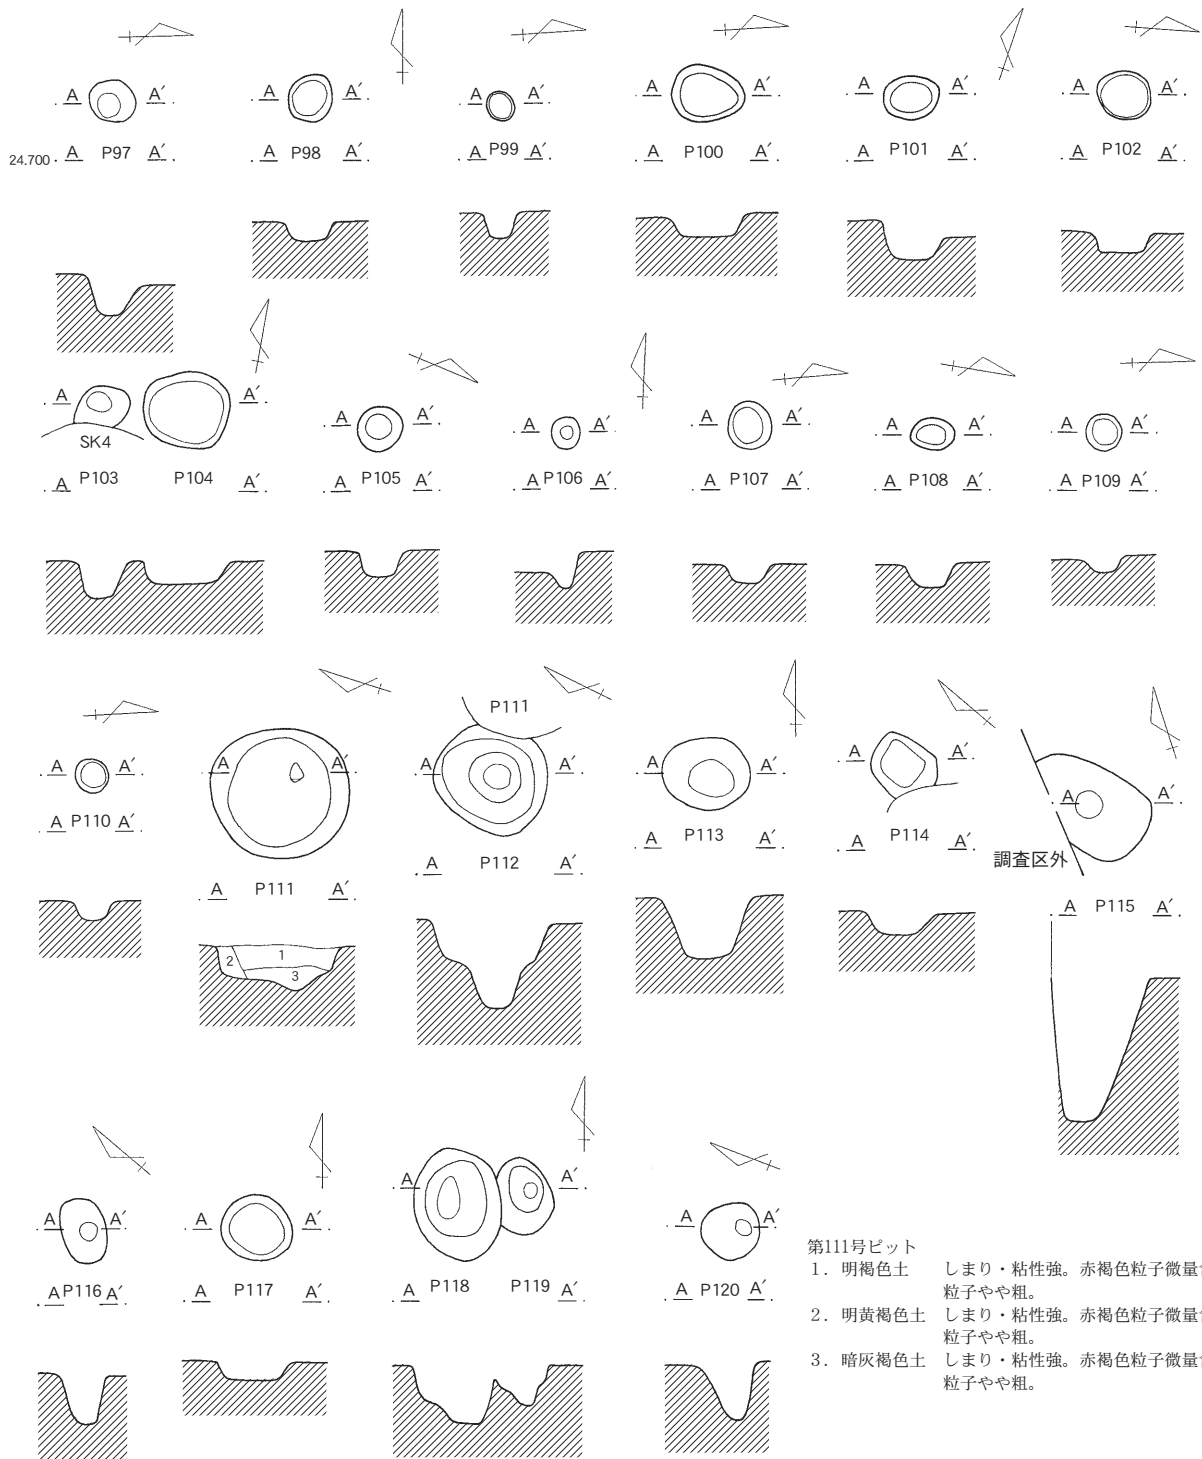 A A′ A A′ A A′ A A′ A A′ A A′
24.700 A P97 A′ A P98 A′ A P99 A′ A P100 A′ A P101 A′ A P102 A′
A A′ A A′ A A′ A A′ A A′ A A′
SK4
A P103 P104 A′ A P105 A′ A P106 A′ A P107 A′ A P108 A′ A P109 A′
P111
A A′ A A′ A A′ A A′ A A′ A A′
A P110 A′ A P111 A′ A P112 A′ A P113 A′ A P114 A′ 調査区外
A P115 A′
1
2
3
A A′ A A′ A A′ A A′
A P116 A′ A P117 A′ A P118 P119 A′ A P120 A′
第111号ピット
1．明褐色土 しまり・粘性強。赤褐色粒子微量
粒子やや粗。
2．明黄褐色土 しまり・粘性強。赤褐色粒子微量
粒子やや粗。
3．暗灰褐色土 しまり・粘性強。赤褐色粒子微量
粒子やや粗。